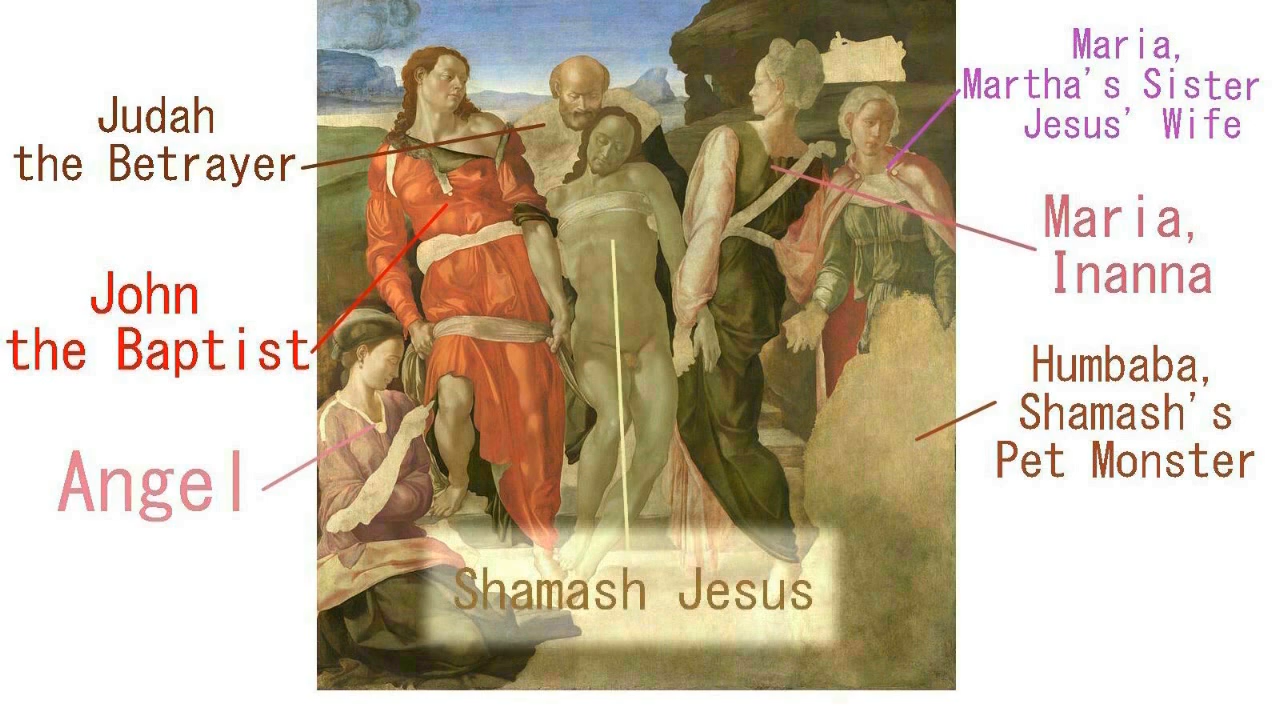 Judah
the Betrayer
John
the Baptist
Angel
Shamash Jesus
Maria,
Martha's Sister
Jesus' Wife
Maria,
Inanna
Humbaba,
Shamash's
Pet Monster